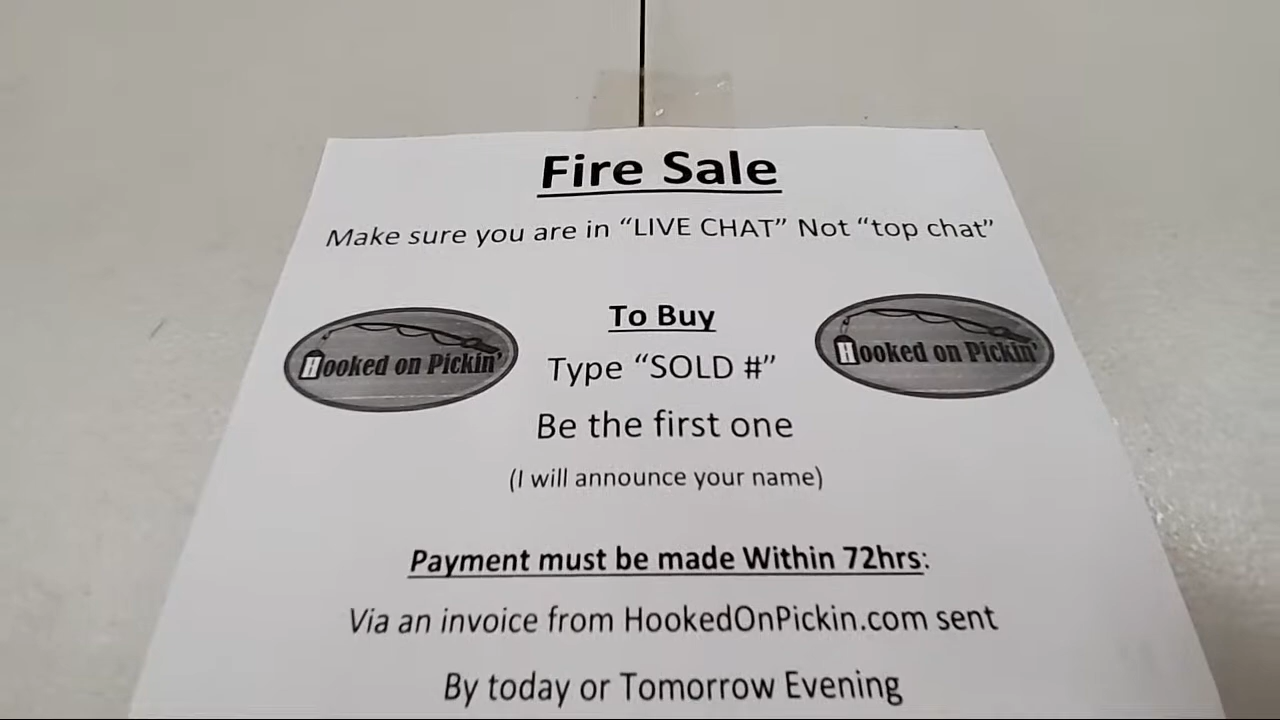 Fire Sale
Make sure you are in “LIVE CHAT” Not “top chat”
To Buy
Hooked on Pickin'
Type “SOLD #”
Hooked on Pickin'
Be the first one
(I will announce your name)
Payment must be made Within 72hrs:
Via an invoice from HookedOnPickin.com sent
By today or Tomorrow Evening